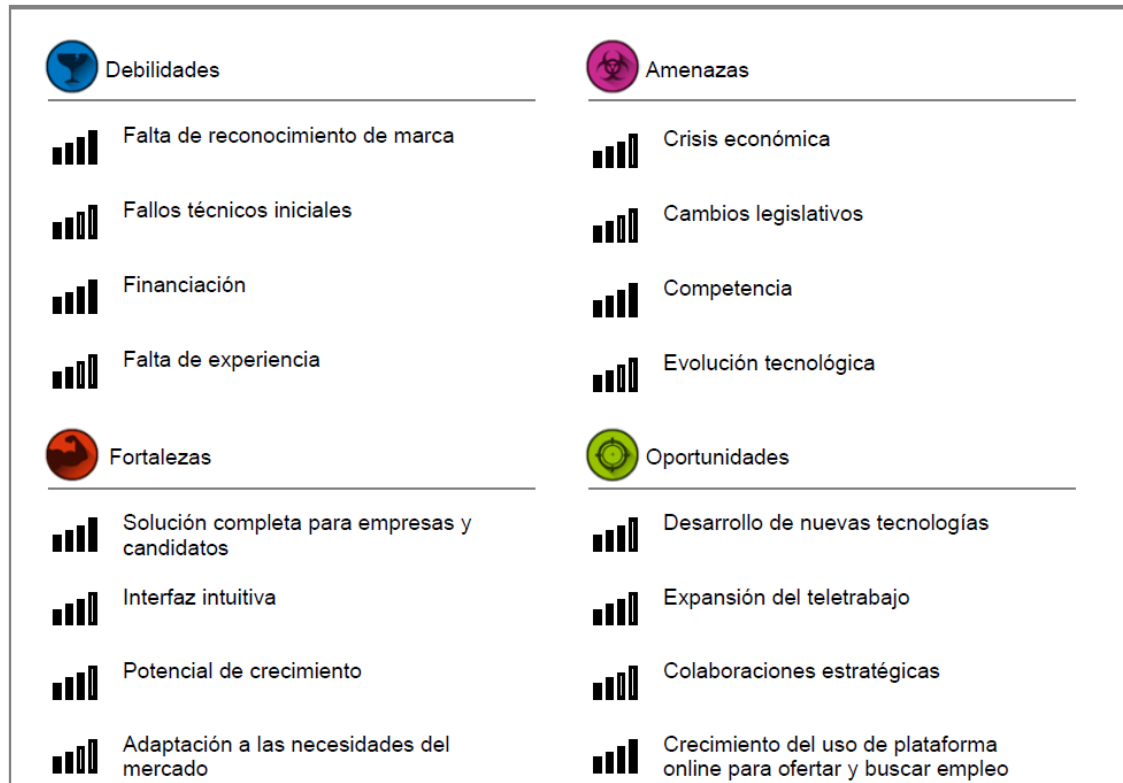 Debilidades
Falta de reconocimiento de marca
Fallos técnicos iniciales
Financiación
Falta de experiencia
Amenazas
Crisis económica
Cambios legislativos
Competencia
Evolución tecnológica
Fortalezas
Solución completa para empresas y
candidatos
Interfaz intuitiva
Potencial de crecimiento
Adaptación a las necesidades del
mercado
Oportunidades
Desarrollo de nuevas tecnologías
Expansión del teletrabajo
Colaboraciones estratégicas
Crecimiento del uso de plataforma
online para ofertar y buscar empleo